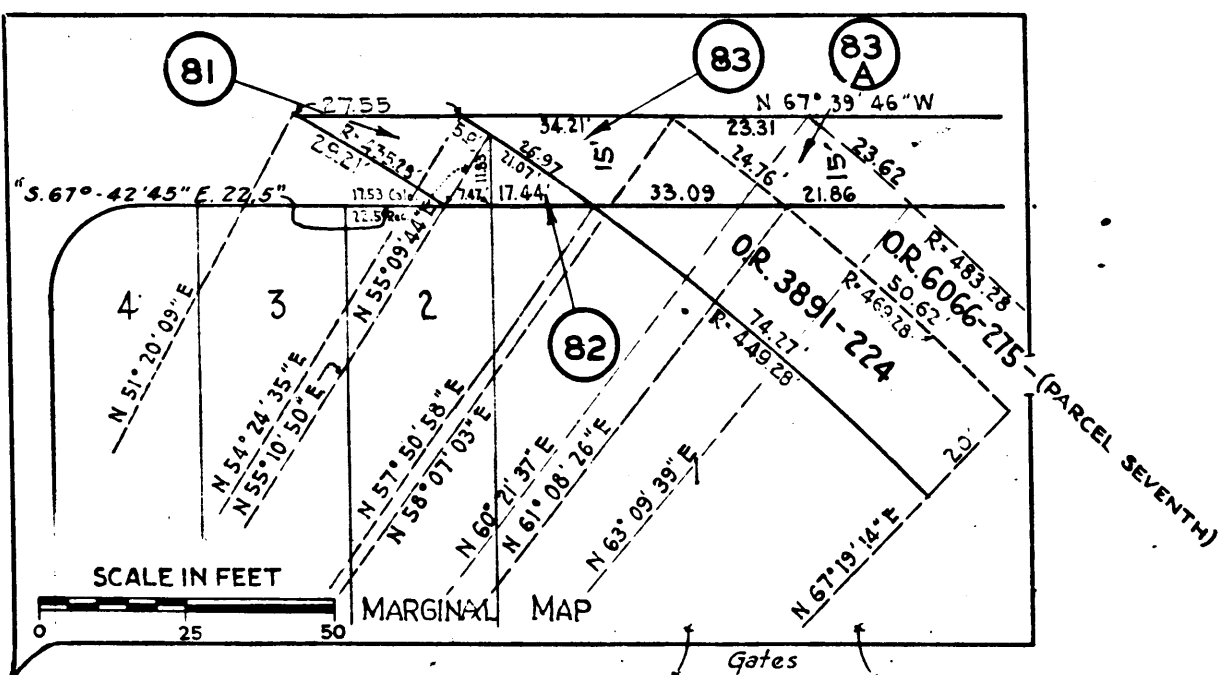 81
83
83
A
27.55
N 67° 39' 46" W
34.21'
23.31
15'
15'
R= 435.29'
29.21'
5.9'
26.97
21.07'
11.83
24.76'
23.62
"S. 67°-42'45" E. 22.5"
17.53 Calc.
22.5 Rec.
7.47'
17.44'
33.09
21.86
82
4
3
2
O.R. 3891-224
O.R. 6066-275-(PARCEL SEVENTH)
R= 483.28
50.62'
R= 469.28'
74.27'
R= 449.28'
20'
N 51° 20' 09" E
N 54° 24' 35" E
N 55° 10' 50" E
N 55° 09' 44" E
N 57° 50' 58" E
N 58° 07' 03" E
N 60° 21' 37" E
N 61° 08' 26" E
N 63° 09' 39" E
N 67° 19' 14" E
SCALE IN FEET
0 25 50
MARGINAL MAP
Gates